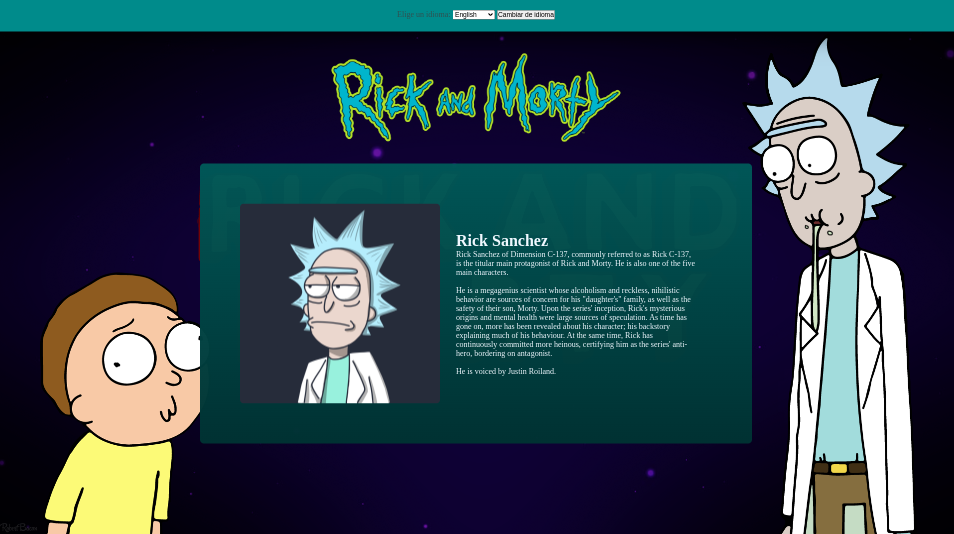 Elige un idioma: English Cambiar de idioma
RICK AND MORTY
RICK AND
Rick Sanchez
Rick Sanchez of Dimension C-137, commonly referred to as Rick C-137,
is the titular main protagonist of Rick and Morty. He is also one of the five
main characters.
He is a megagenius scientist whose alcoholism and reckless, nihilistic
behavior are sources of concern for his "daughter's" family, as well as the
safety of their son, Morty. Upon the series' inception, Rick's mysterious
origins and mental health were large sources of speculation. As time has
gone on, more has been revealed about his character; his backstory
explaining much of his behaviour. At the same time, Rick has
continuously committed more heinous, certifying him as the series' anti-
hero, bordering on antagonist.
He is voiced by Justin Roiland.